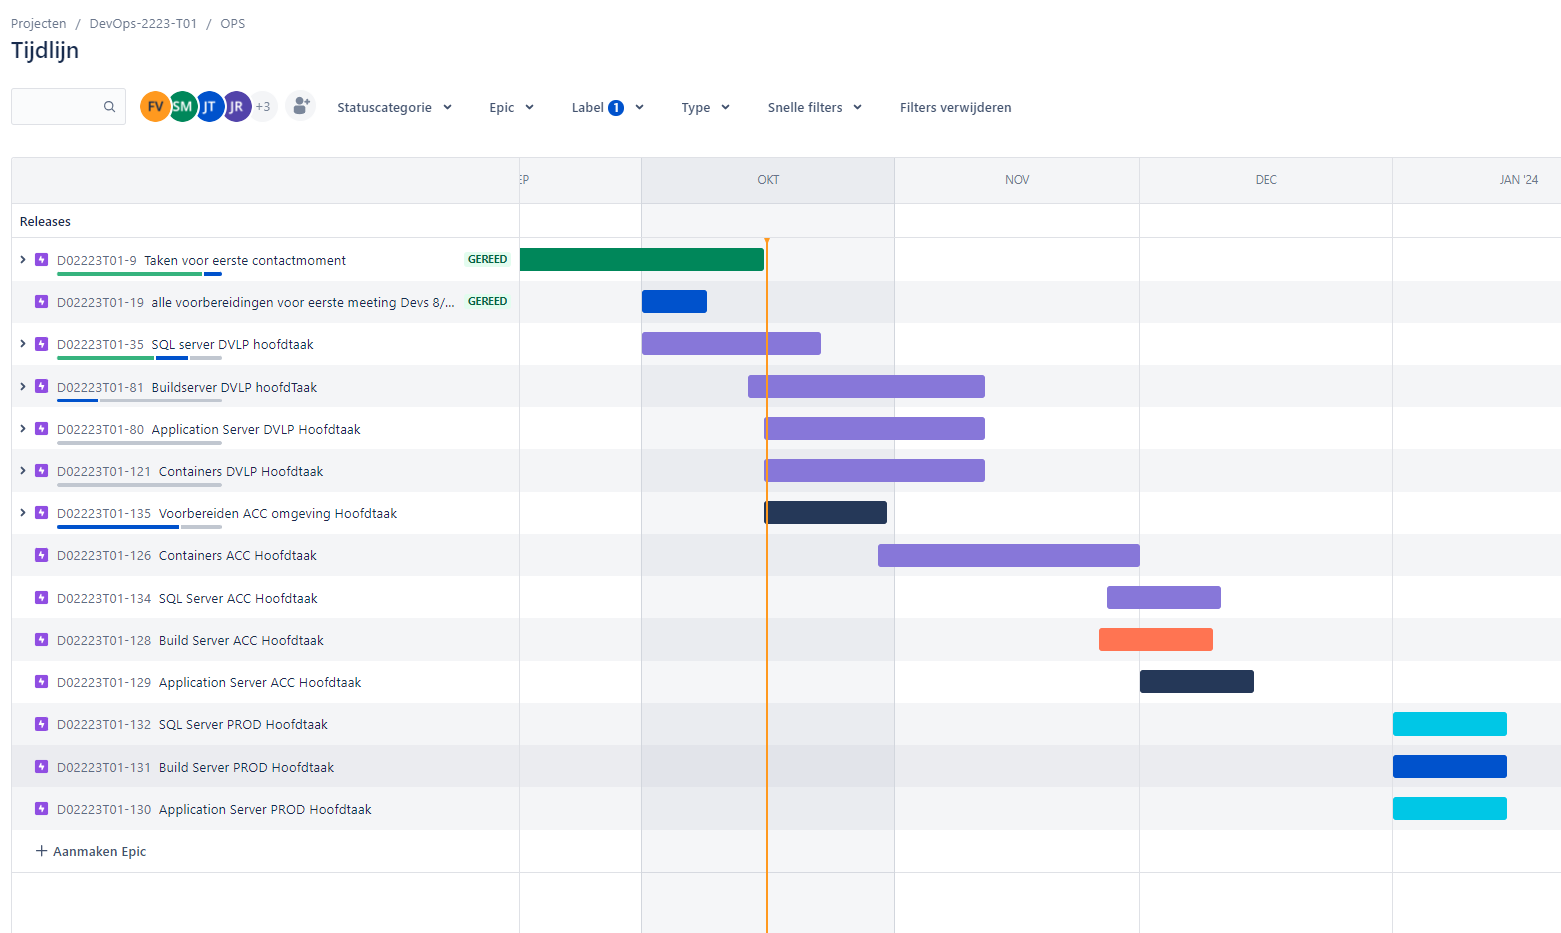 Projecten / DevOps-2223-T01 / OPS
Tijdlijn
FV SM JT JR +3 Statuscategorie Epic Label 1 Type Snelle filters Filters verwijderen
EP OKT NOV DEC JAN '24
Releases
D02223T01-9 Taken voor eerste contactmoment GEREED
D02223T01-19 alle voorbereidingen voor eerste meeting Devs 8/... GEREED
D02223T01-35 SQL server DVLP hoofdtaak
D02223T01-81 Buildserver DVLP hoofdTaak
D02223T01-80 Application Server DVLP Hoofdtaak
D02223T01-121 Containers DVLP Hoofdtaak
D02223T01-135 Voorbereiden ACC omgeving Hoofdtaak
D02223T01-126 Containers ACC Hoofdtaak
D02223T01-134 SQL Server ACC Hoofdtaak
D02223T01-128 Build Server ACC Hoofdtaak
D02223T01-129 Application Server ACC Hoofdtaak
D02223T01-132 SQL Server PROD Hoofdtaak
D02223T01-131 Build Server PROD Hoofdtaak
D02223T01-130 Application Server PROD Hoofdtaak
+ Aanmaken Epic